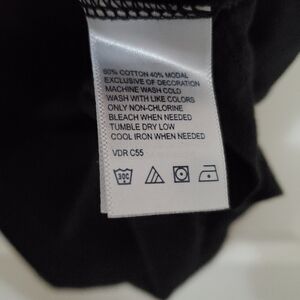 60% COTTON 40% MODAL
EXCLUSIVE OF DECORATION
MACHINE WASH COLD
WASH WITH LIKE COLORS
ONLY NON-CHLORINE
BLEACH WHEN NEEDED
TUMBLE DRY LOW
COOL IRON WHEN NEEDED
VDR C55
30C